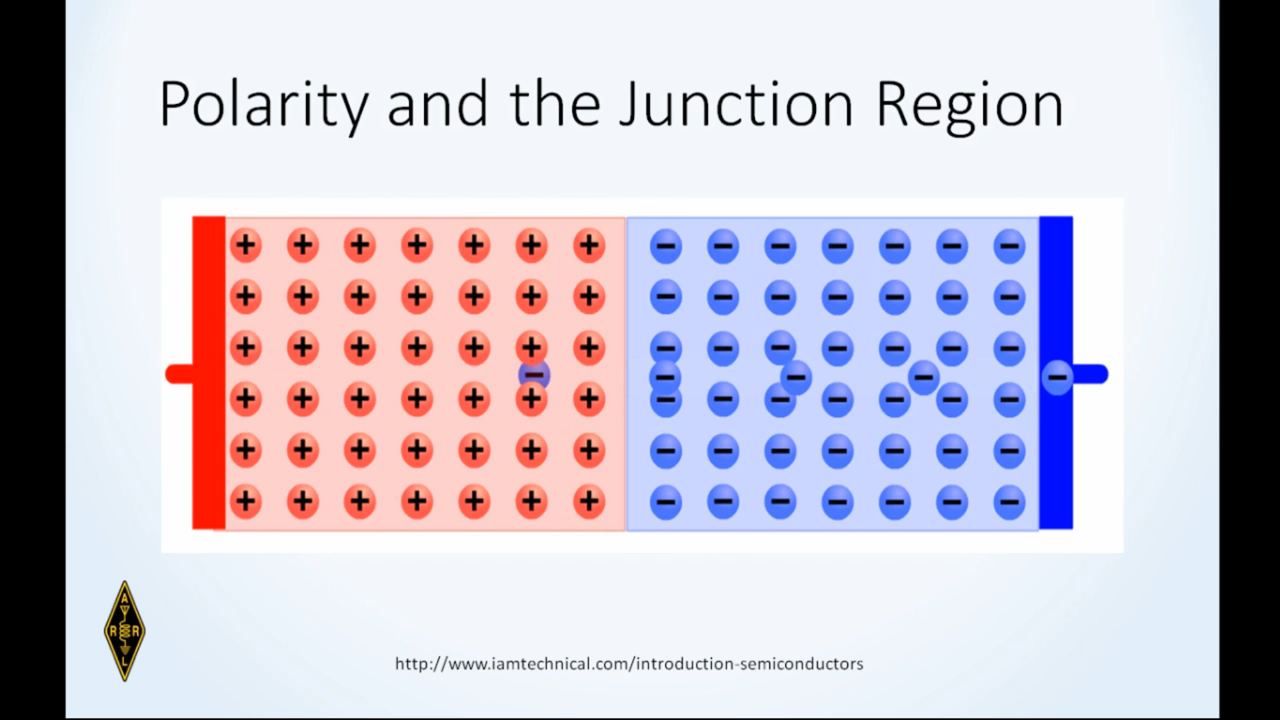 Polarity and the Junction Region
+ + + + + + + − − − − − − −
+ + + + + + + − − − − − − −
+ + + + + + + − − − − − − −
− − − − −
+ + + + + + + − − − − − − −
+ + + + + + + − − − − − − −
+ + + + + + + − − − − − − −
A
R R
L
http://www.iamtechnical.com/introduction-semiconductors